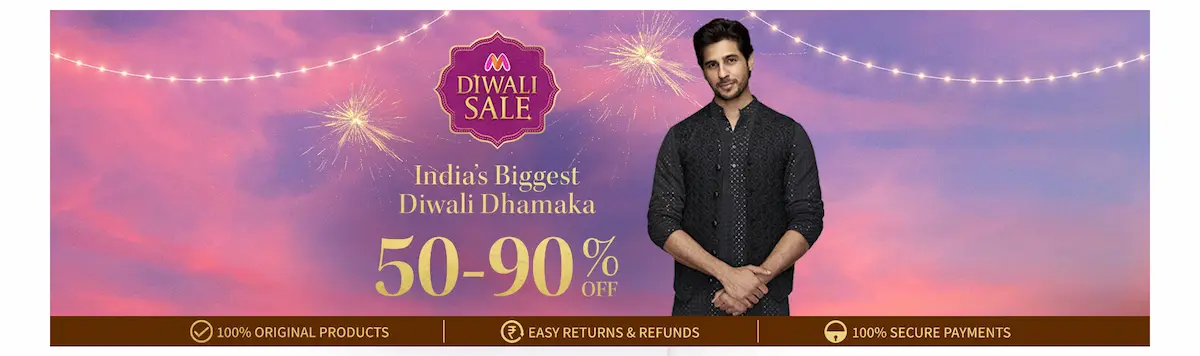 DIWALI
SALE
India's Biggest
Diwali Dhamaka
50-90%
OFF
100% ORIGINAL PRODUCTS
EASY RETURNS & REFUNDS
100% SECURE PAYMENTS